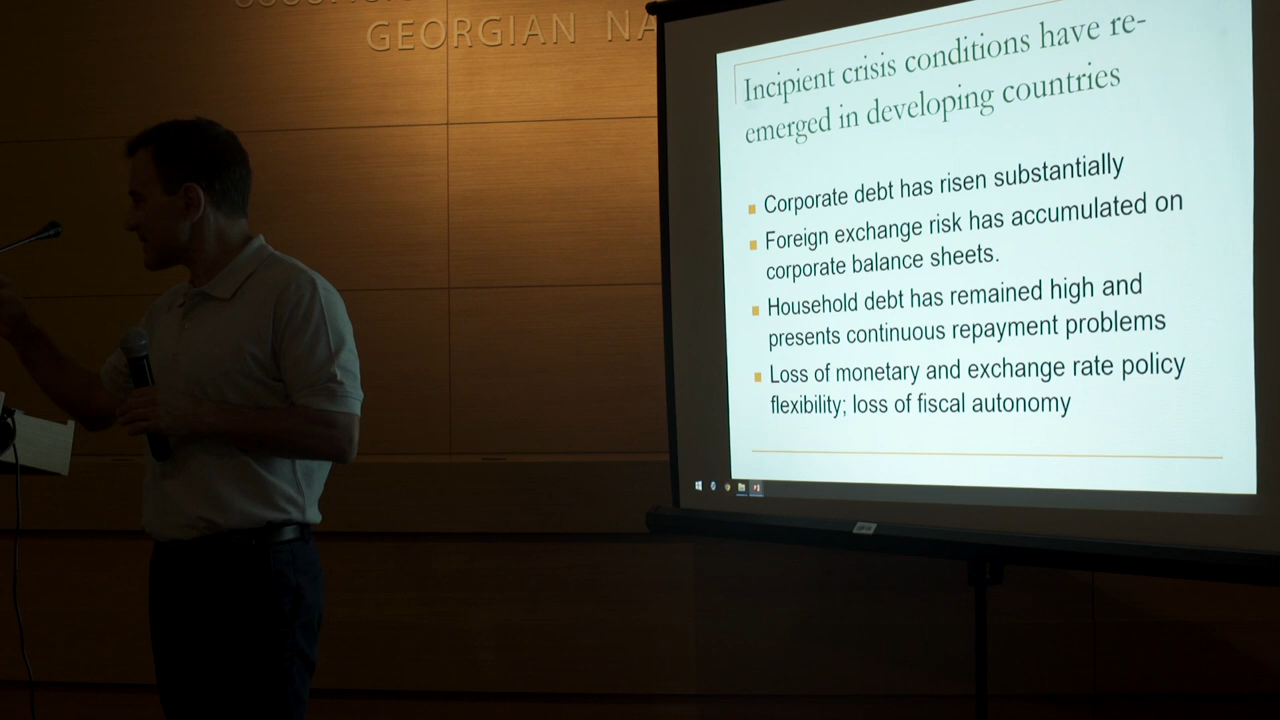 GEORGIAN NA
Incipient crisis conditions have re-
emerged in developing countries
Corporate debt has risen substantially
Foreign exchange risk has accumulated on
corporate balance sheets.
Household debt has remained high and
presents continuous repayment problems
Loss of monetary and exchange rate policy
flexibility; loss of fiscal autonomy